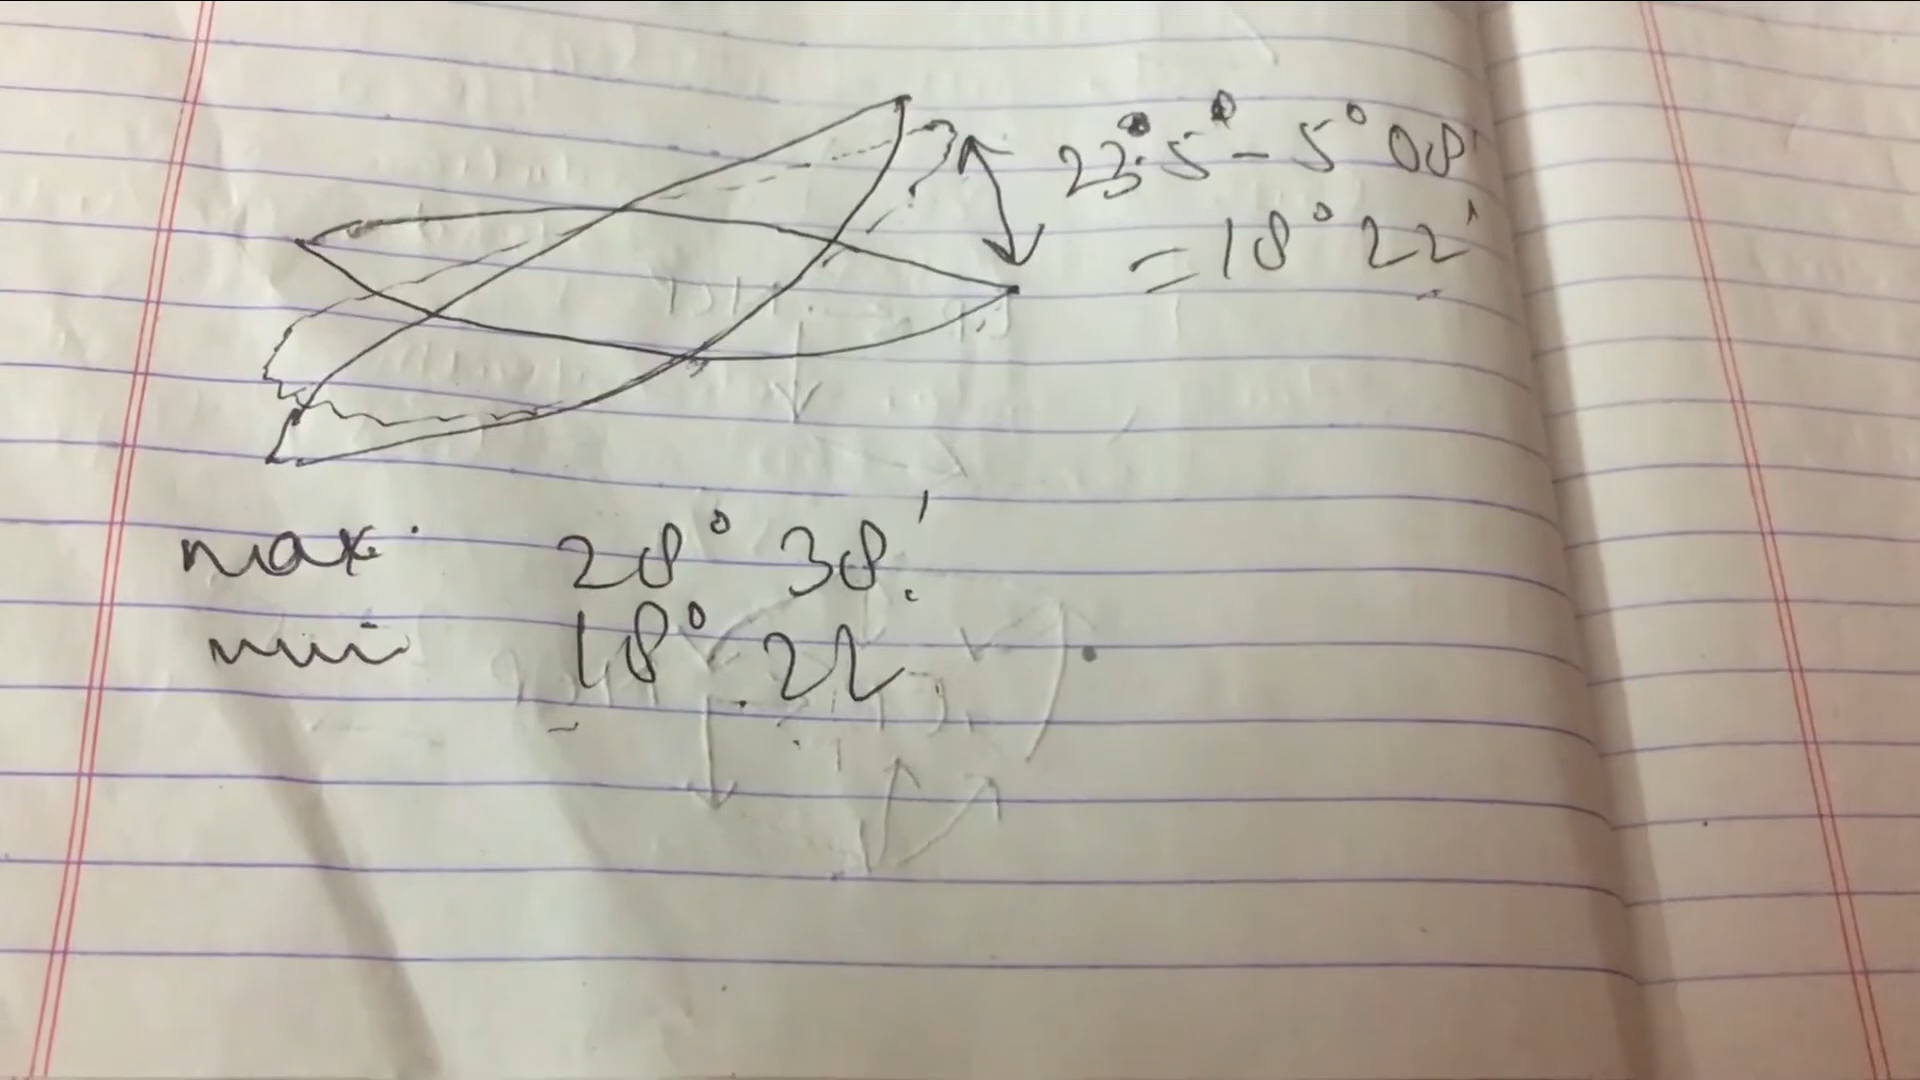 23.5° - 5° 08'
= 18° 22'
max. 28° 38'
min 18° 22'